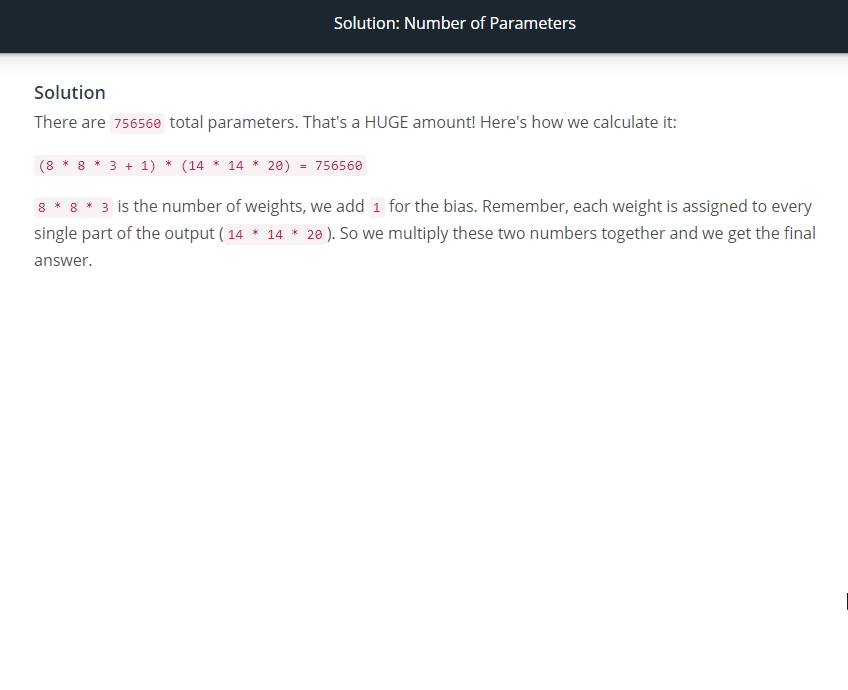 Solution: Number of Parameters
Solution
There are 756560 total parameters. That's a HUGE amount! Here's how we calculate it:
(8 * 8 * 3 + 1) * (14 * 14 * 20) = 756560
8 * 8 * 3 is the number of weights, we add 1 for the bias. Remember, each weight is assigned to every
single part of the output ( 14 * 14 * 20 ). So we multiply these two numbers together and we get the final
answer.